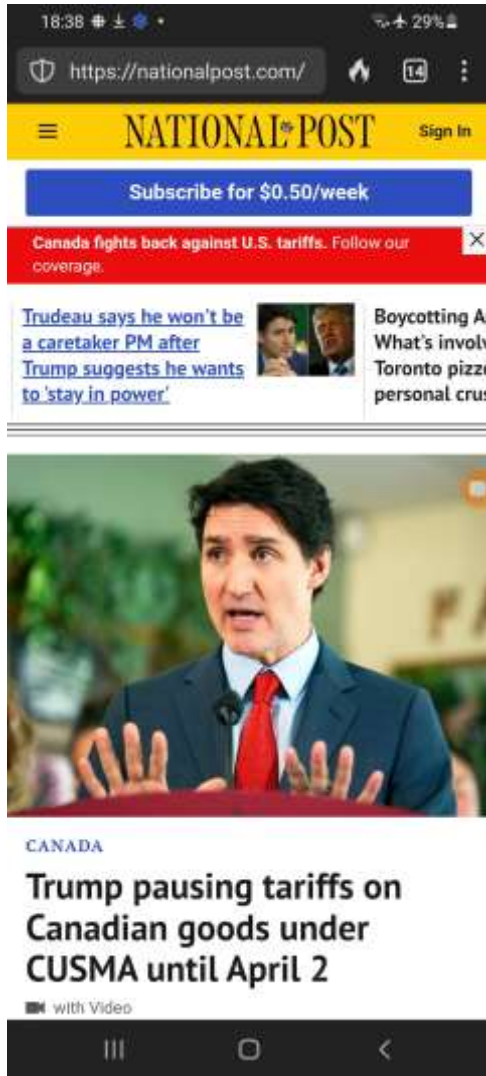 18:38
29%
https://nationalpost.com/
14
NATIONAL POST
Sign In
Subscribe for $0.50/week
Canada fights back against U.S. tariffs. Follow our
coverage.
Trudeau says he won't be
a caretaker PM after
Trump suggests he wants
to 'stay in power'
Boycotting A
What's involv
Toronto pizz
personal crus
CANADA
Trump pausing tariffs on
Canadian goods under
CUSMA until April 2
with Video